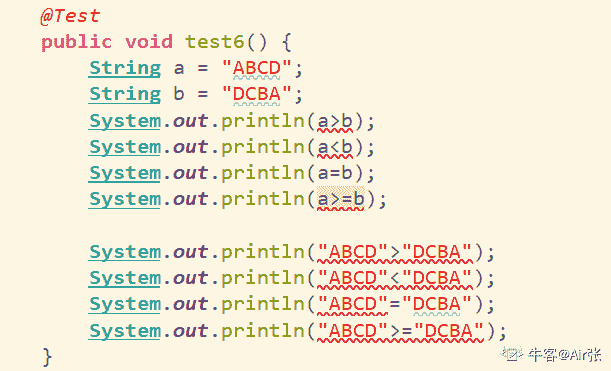 @Test
public void test6() {
String a = "ABCD";
String b = "DCBA";
System.out.println(a>b);
System.out.println(a<b);
System.out.println(a=b);
System.out.println(a>=b);
System.out.println("ABCD">"DCBA");
System.out.println("ABCD"<"DCBA");
System.out.println("ABCD"="DCBA");
System.out.println("ABCD">="DCBA");
}
牛客@Air张